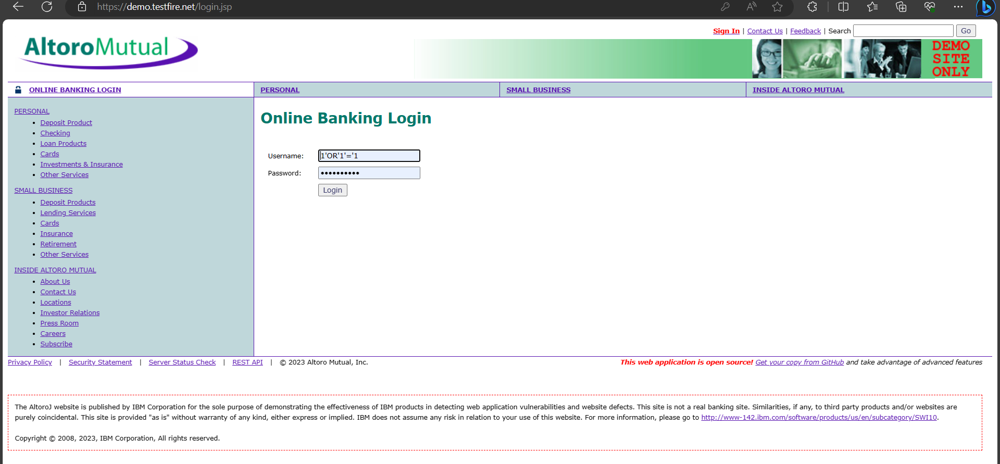 https://demo.testfire.net/login.jsp
Sign In | Contact Us | Feedback | Search Go
AltoroMutual
DEMO
SITE
ONLY
ONLINE BANKING LOGIN
PERSONAL
SMALL BUSINESS
INSIDE ALTORO MUTUAL
PERSONAL
Deposit Product
Checking
Loan Products
Cards
Investments & Insurance
Other Services
SMALL BUSINESS
Deposit Products
Lending Services
Cards
Insurance
Retirement
Other Services
INSIDE ALTORO MUTUAL
About Us
Contact Us
Locations
Investor Relations
Press Room
Careers
Subscribe
Online Banking Login
Username: 1'OR'1'='1
Password: ••••••••••
Login
Privacy Policy | Security Statement | Server Status Check | REST API | © 2023 Altoro Mutual, Inc.
This web application is open source! Get your copy from GitHub and take advantage of advanced features
The AltoroJ website is published by IBM Corporation for the sole purpose of demonstrating the effectiveness of IBM products in detecting web application vulnerabilities and website defects. This site is not a real banking site. Similarities, if any, to third party products and/or websites are
purely coincidental. This site is provided "as is" without warranty of any kind, either express or implied. IBM does not assume any risk in relation to your use of this website. For more information, please go to http://www-142.ibm.com/software/products/us/en/subcategory/SWI10.
Copyright © 2008, 2023, IBM Corporation, All rights reserved.